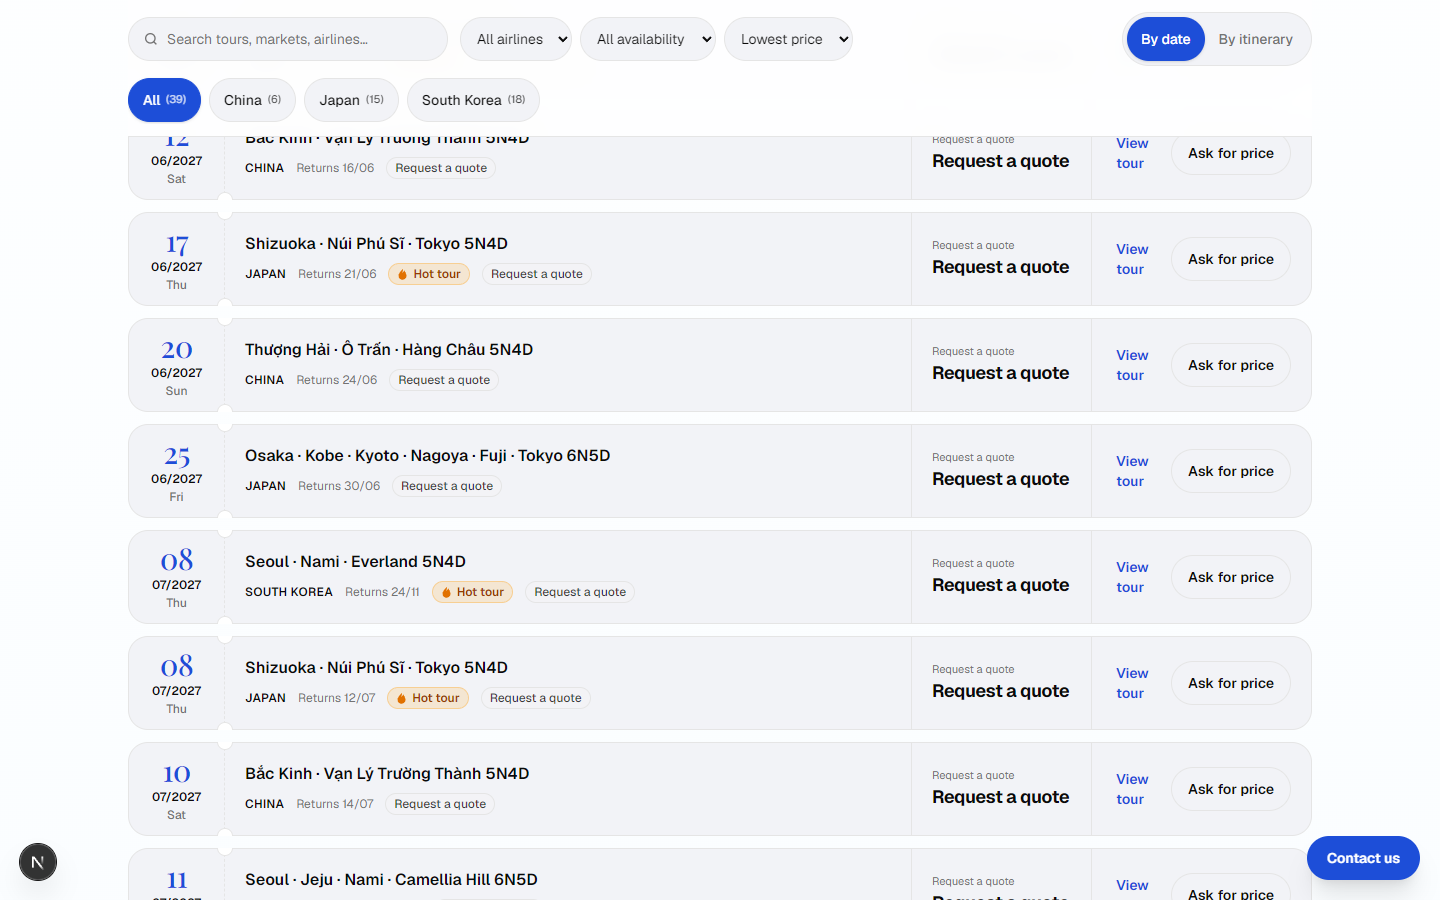 Search tours, markets, airlines...
All airlines
All availability
Lowest price
By date
By itinerary
All (39)
China (6)
Japan (15)
South Korea (18)
12
06/2027
Sat
Bắc Kinh · Vạn Lý Trường Thành 5N4D
CHINA Returns 16/06 Request a quote
Request a quote
Request a quote
View tour
Ask for price
17
06/2027
Thu
Shizuoka · Núi Phú Sĩ · Tokyo 5N4D
JAPAN Returns 21/06 Hot tour Request a quote
Request a quote
Request a quote
View
tour
Ask for price
20
06/2027
Sun
Thượng Hải · Ô Trấn · Hàng Châu 5N4D
CHINA Returns 24/06 Request a quote
Request a quote
Request a quote
View
tour
Ask for price
25
06/2027
Fri
Osaka · Kobe · Kyoto · Nagoya · Fuji · Tokyo 6N5D
JAPAN Returns 30/06 Request a quote
Request a quote
Request a quote
View
tour
Ask for price
08
07/2027
Thu
Seoul · Nami · Everland 5N4D
SOUTH KOREA Returns 24/11 Hot tour Request a quote
Request a quote
Request a quote
View
tour
Ask for price
08
07/2027
Thu
Shizuoka · Núi Phú Sĩ · Tokyo 5N4D
JAPAN Returns 12/07 Hot tour Request a quote
Request a quote
Request a quote
View
tour
Ask for price
10
07/2027
Sat
Bắc Kinh · Vạn Lý Trường Thành 5N4D
CHINA Returns 14/07 Request a quote
Request a quote
Request a quote
View
tour
Ask for price
11
Seoul · Jeju · Nami · Camellia Hill 6N5D
Request a quote
View
Ask for price
N
Contact us